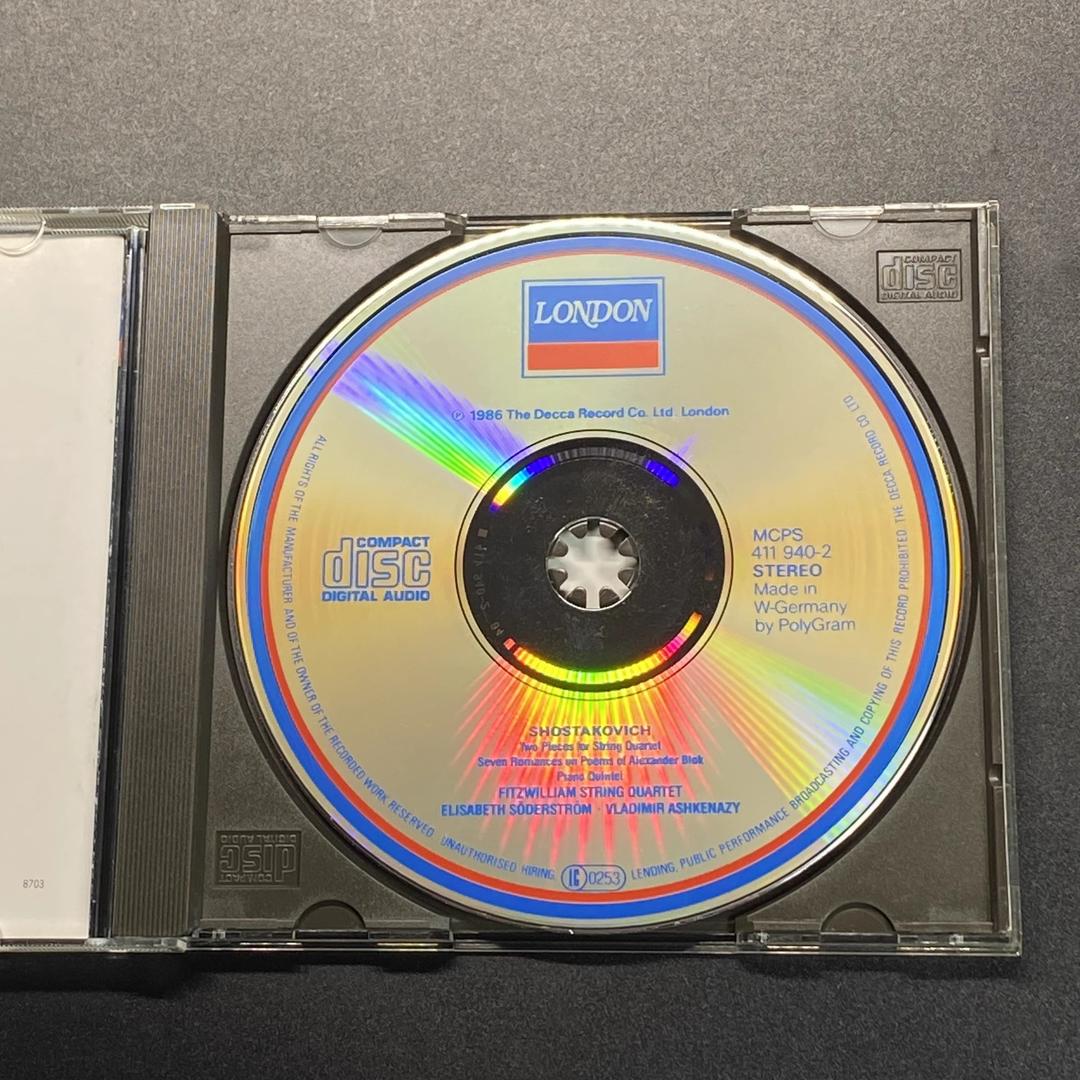 LONDON
℗ 1986 The Decca Record Co. Ltd. London
COMPACT
disc
DIGITAL AUDIO
MCPS
411 940-2
STEREO
Made in
W-Germany
by PolyGram
SHOSTAKOVICH
Two Pieces for String Quartet
Seven Romances on Poems of Alexander Blok
Piano Quintet
FITZWILLIAM STRING QUARTET
ELISABETH SÖDERSTRÖM · VLADIMIR ASHKENAZY
ALL RIGHTS OF THE MANUFACTURER AND OF THE OWNER OF THE RECORDED WORK RESERVED UNAUTHORISED HIRING, LENDING, PUBLIC PERFORMANCE BROADCASTING AND COPYING OF THIS RECORD PROHIBITED THE DECCA RECORD CO LTD
LC 0253
COMPACT
disc
DIGITAL AUDIO
COMPACT
disc
DIGITAL AUDIO
8703